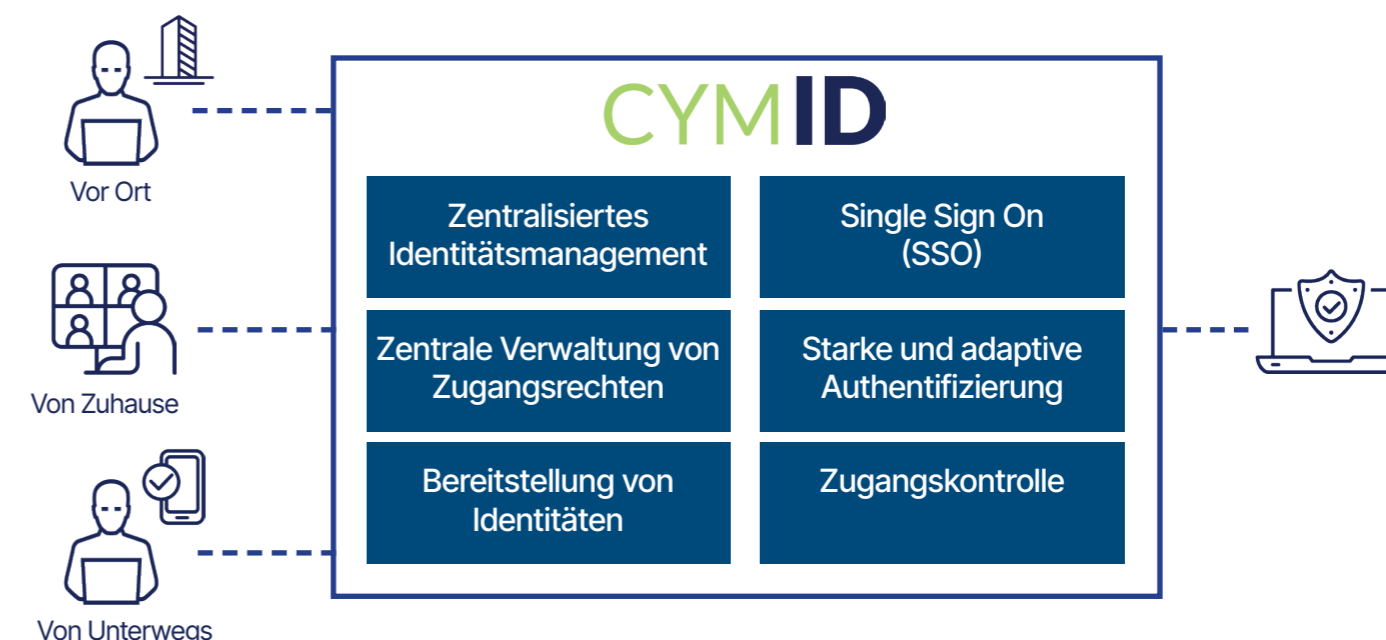 Vor Ort
Von Zuhause
Von Unterwegs
CYMID
Zentralisiertes
Identitätsmanagement
Single Sign On
(SSO)
Zentrale Verwaltung von
Zugangsrechten
Starke und adaptive
Authentifizierung
Bereitstellung von
Identitäten
Zugangskontrolle